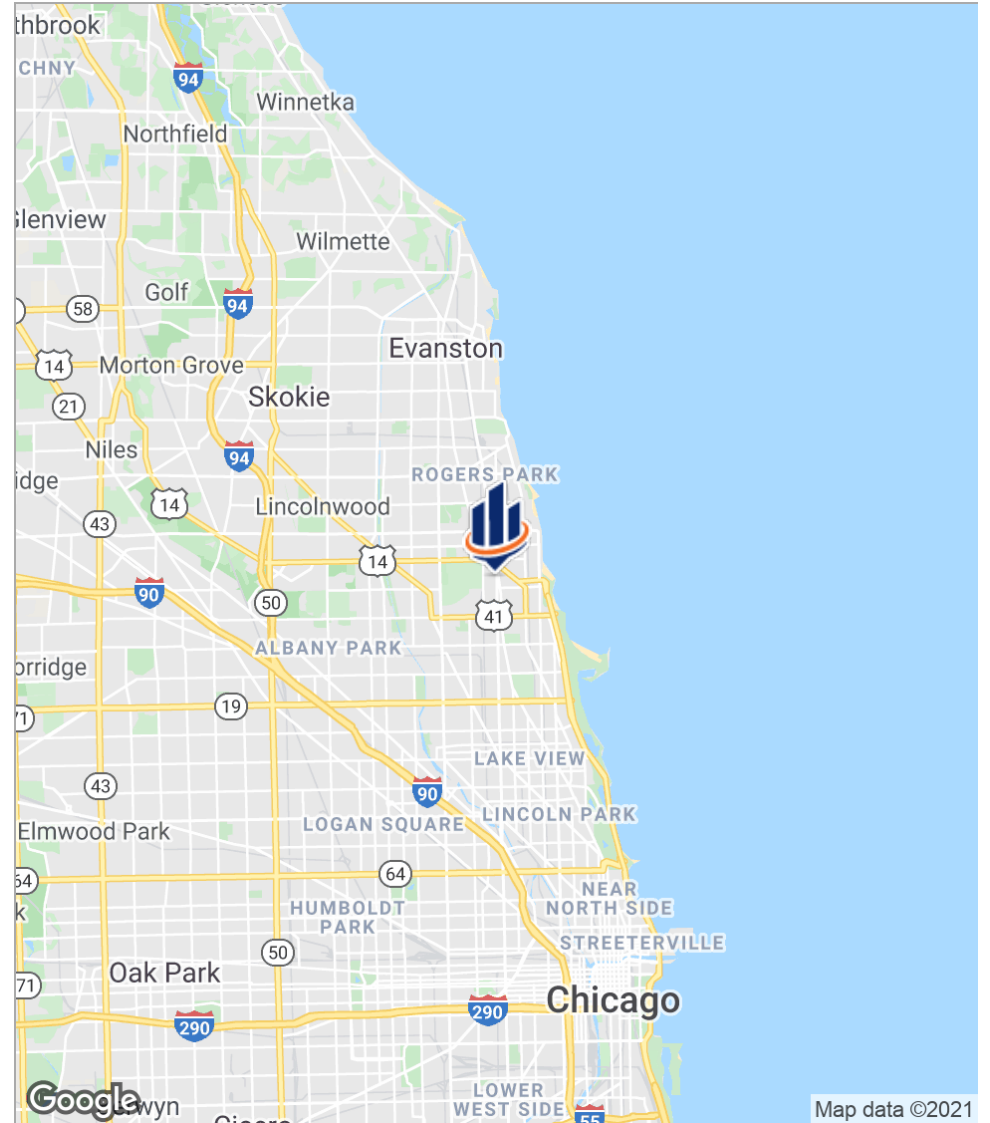 thbrook
CHNY
94
Winnetka
Northfield
Glenview
Wilmette
Golf
94
58
Evanston
14
Morton Grove
Skokie
21
Niles
94
ROGERS PARK
idge
14
Lincolnwood
43
14
90
50
41
ALBANY PARK
orridge
19
71
LAKE VIEW
43
90
LINCOLN PARK
Elmwood Park
LOGAN SQUARE
64
64
NEAR
NORTH SIDE
HUMBOLDT
PARK
k
STREETERVILLE
50
Oak Park
71
Chicago
290
290
LOWER
WEST SIDE
55
Google
erwyn
Cicero
Map data ©2021